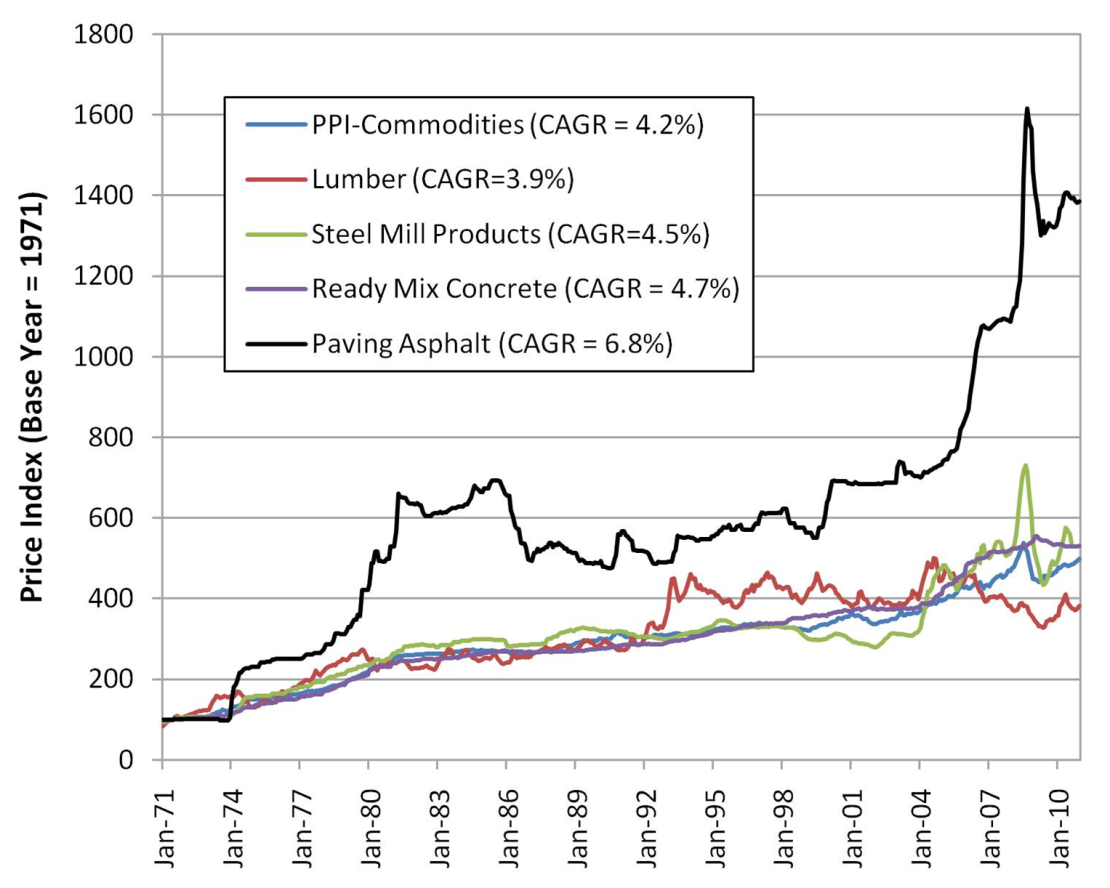 1800
1600
1400
1200
1000
800
600
400
200
0
Price Index (Base Year = 1971)
PPI-Commodities (CAGR = 4.2%)
Lumber (CAGR=3.9%)
Steel Mill Products (CAGR=4.5%)
Ready Mix Concrete (CAGR = 4.7%)
Paving Asphalt (CAGR = 6.8%)
Jan-71
Jan-74
Jan-77
Jan-80
Jan-83
Jan-86
Jan-89
Jan-92
Jan-95
Jan-98
Jan-01
Jan-04
Jan-07
Jan-10